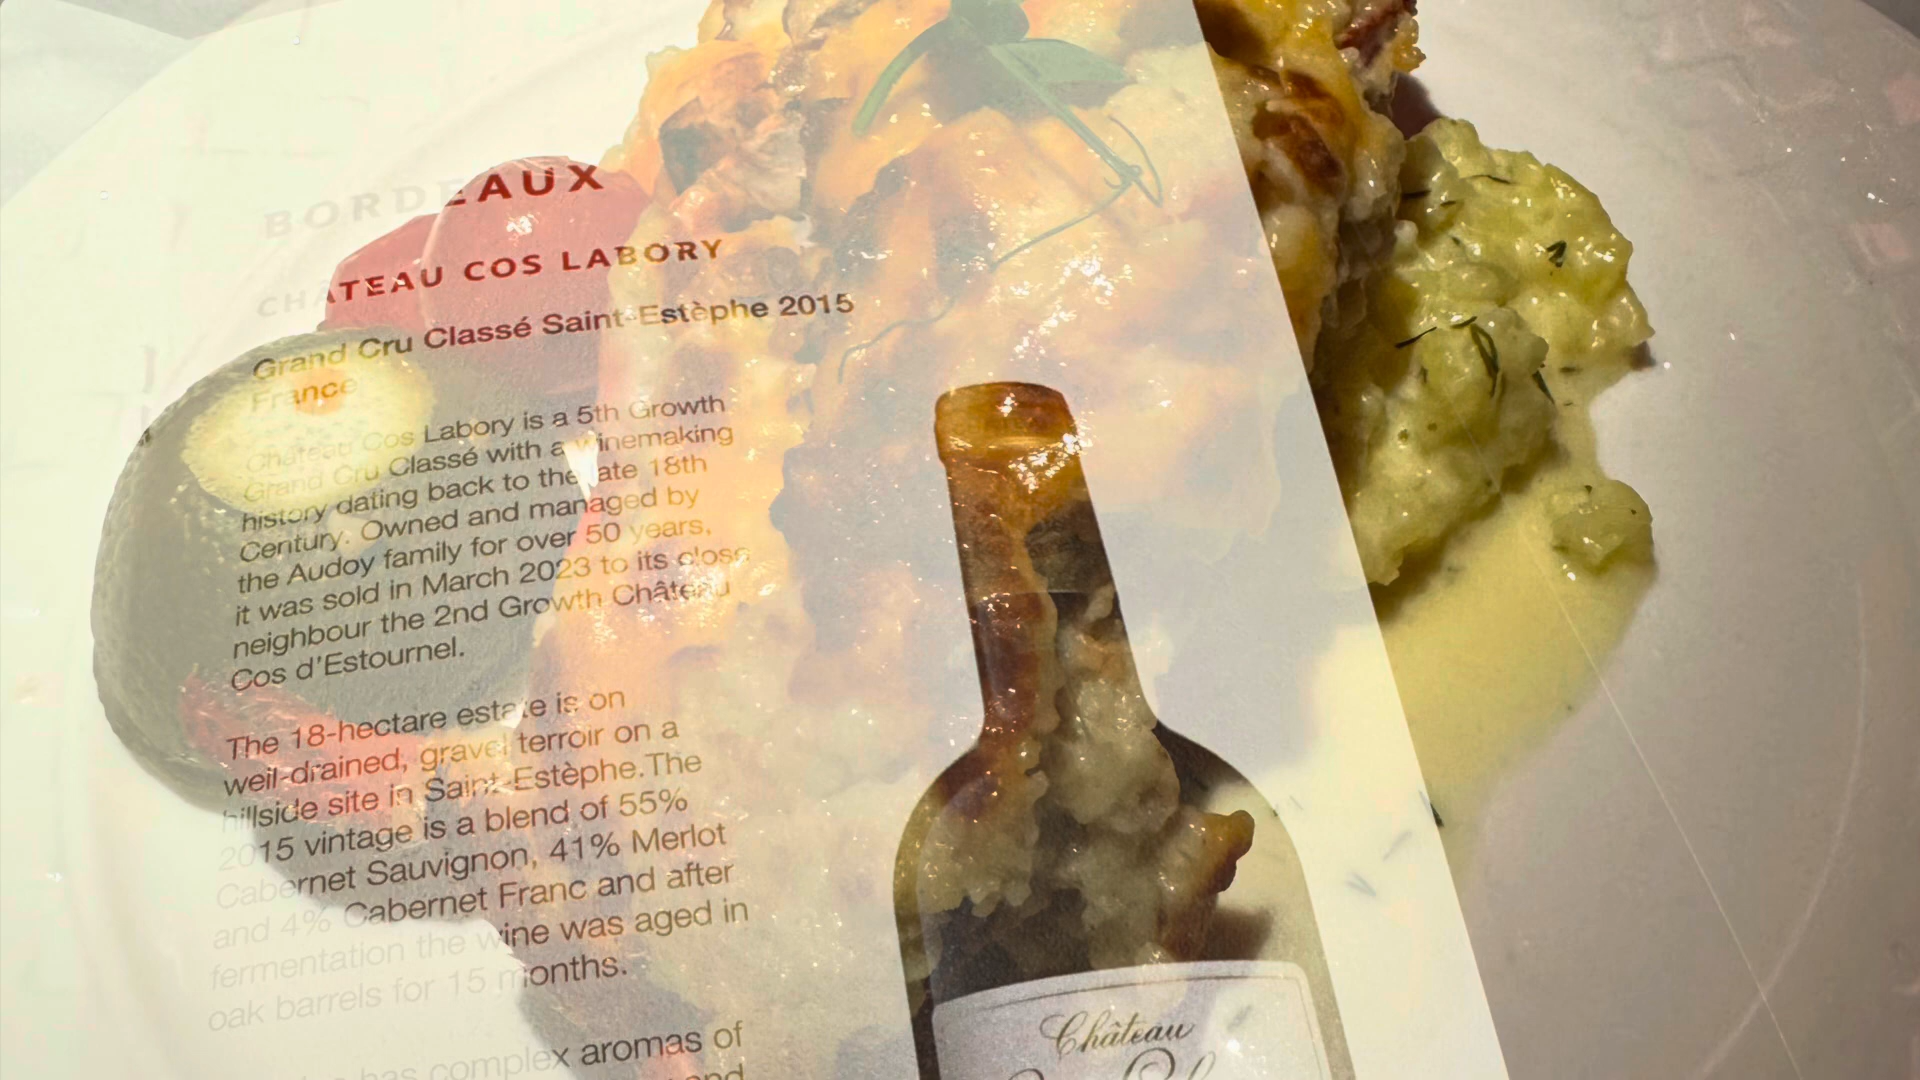 BORDEAUX
CHATEAU COS LABORY
Grand Cru Classé Saint-Estèphe 2015
France
Château Cos Labory is a 5th Growth
Grand Cru Classé with a winemaking
history dating back to the late 18th
Century. Owned and managed by
the Audoy family for over 50 years,
it was sold in March 2023 to its close
neighbour the 2nd Growth Château
Cos d'Estournel.
The 18-hectare estate is on
well-drained, gravel terroir on a
hillside site in Saint-Estèphe.The
2015 vintage is a blend of 55%
Cabernet Sauvignon, 41% Merlot
and 4% Cabernet Franc and after
fermentation the wine was aged in
oak barrels for 15 months.
has complex aromas of
and
Château